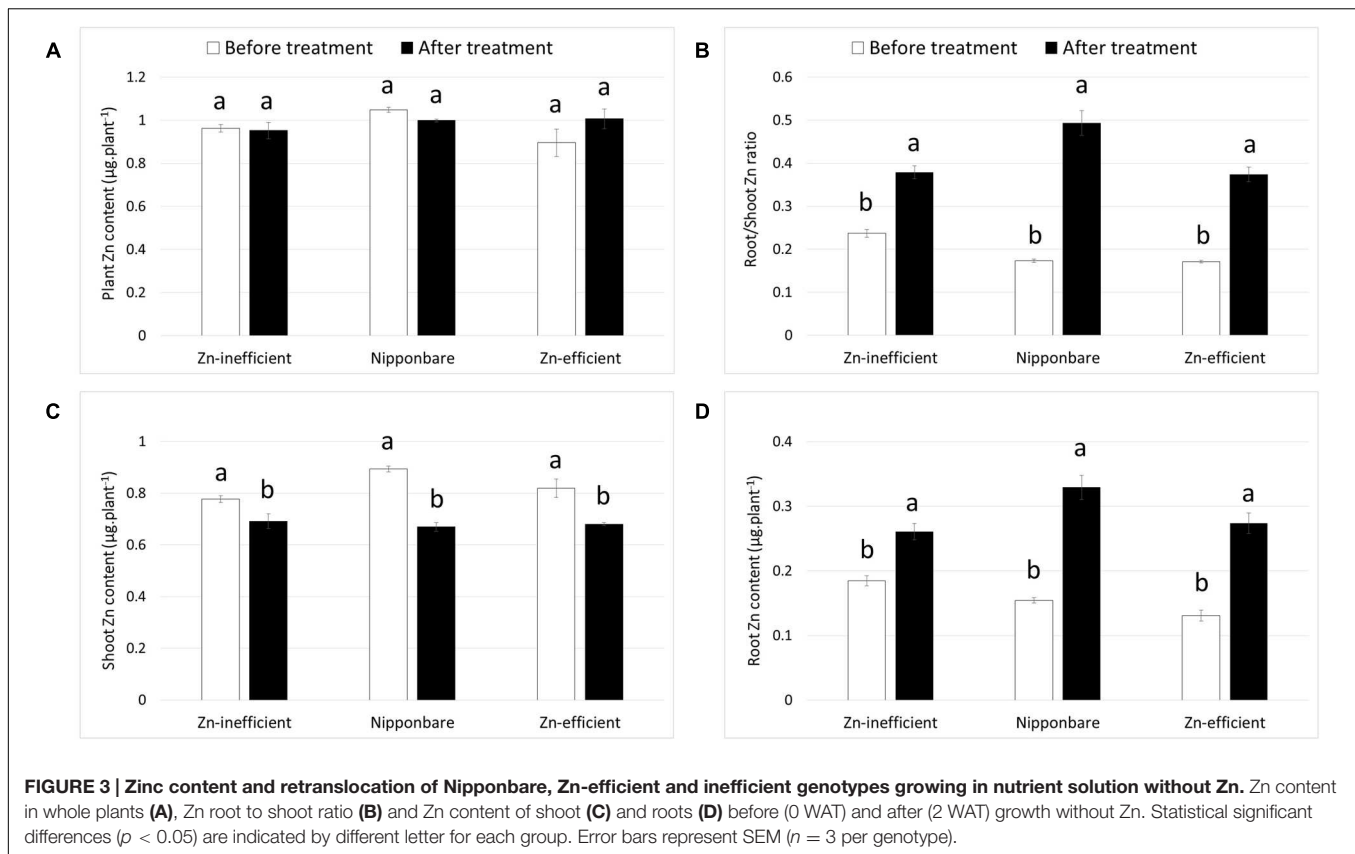 A
Before treatment After treatment
Plant Zn content (µg.plant⁻¹)
1.2
1
0.8
0.6
0.4
0.2
0
a a a a a a
Zn-inefficient Nipponbare Zn-efficient
B
Before treatment After treatment
Root/Shoot Zn ratio
0.6
0.5
0.4
0.3
0.2
0.1
0
b a b a b a
Zn-inefficient Nipponbare Zn-efficient
C
Shoot Zn content (µg.plant⁻¹)
1
0.8
0.6
0.4
0.2
0
a b a b a b
Zn-inefficient Nipponbare Zn-efficient
D
Root Zn content (µg.plant⁻¹)
0.4
0.3
0.2
0.1
0
b a b a b a
Zn-inefficient Nipponbare Zn-efficient
FIGURE 3 | Zinc content and retranslocation of Nipponbare, Zn-efficient and inefficient genotypes growing in nutrient solution without Zn. Zn content
in whole plants (A), Zn root to shoot ratio (B) and Zn content of shoot (C) and roots (D) before (0 WAT) and after (2 WAT) growth without Zn. Statistical significant
differences (p < 0.05) are indicated by different letter for each group. Error bars represent SEM (n = 3 per genotype).